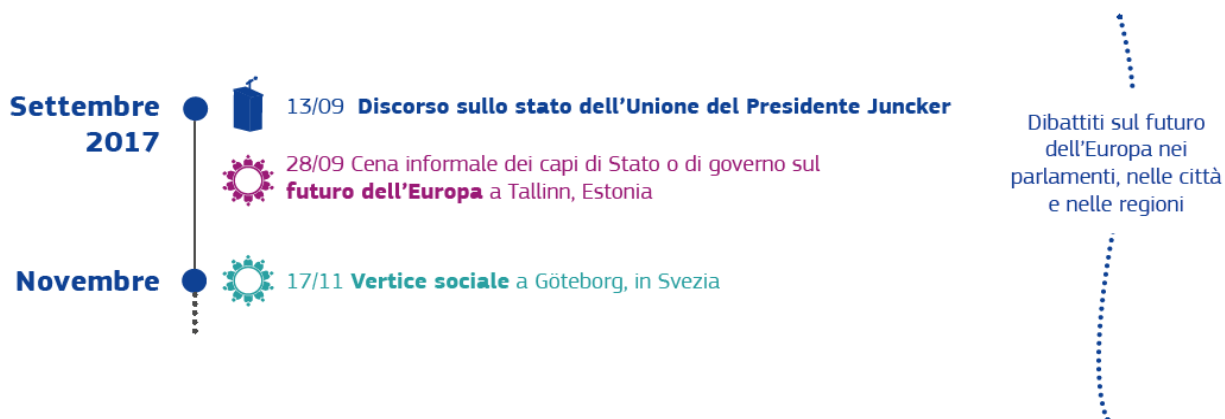 Settembre
2017
13/09 Discorso sullo stato dell'Unione del Presidente Juncker
28/09 Cena informale dei capi di Stato o di governo sul
futuro dell'Europa a Tallinn, Estonia
Novembre
17/11 Vertice sociale a Göteborg, in Svezia
Dibattiti sul futuro
dell'Europa nei
parlamenti, nelle città
e nelle regioni